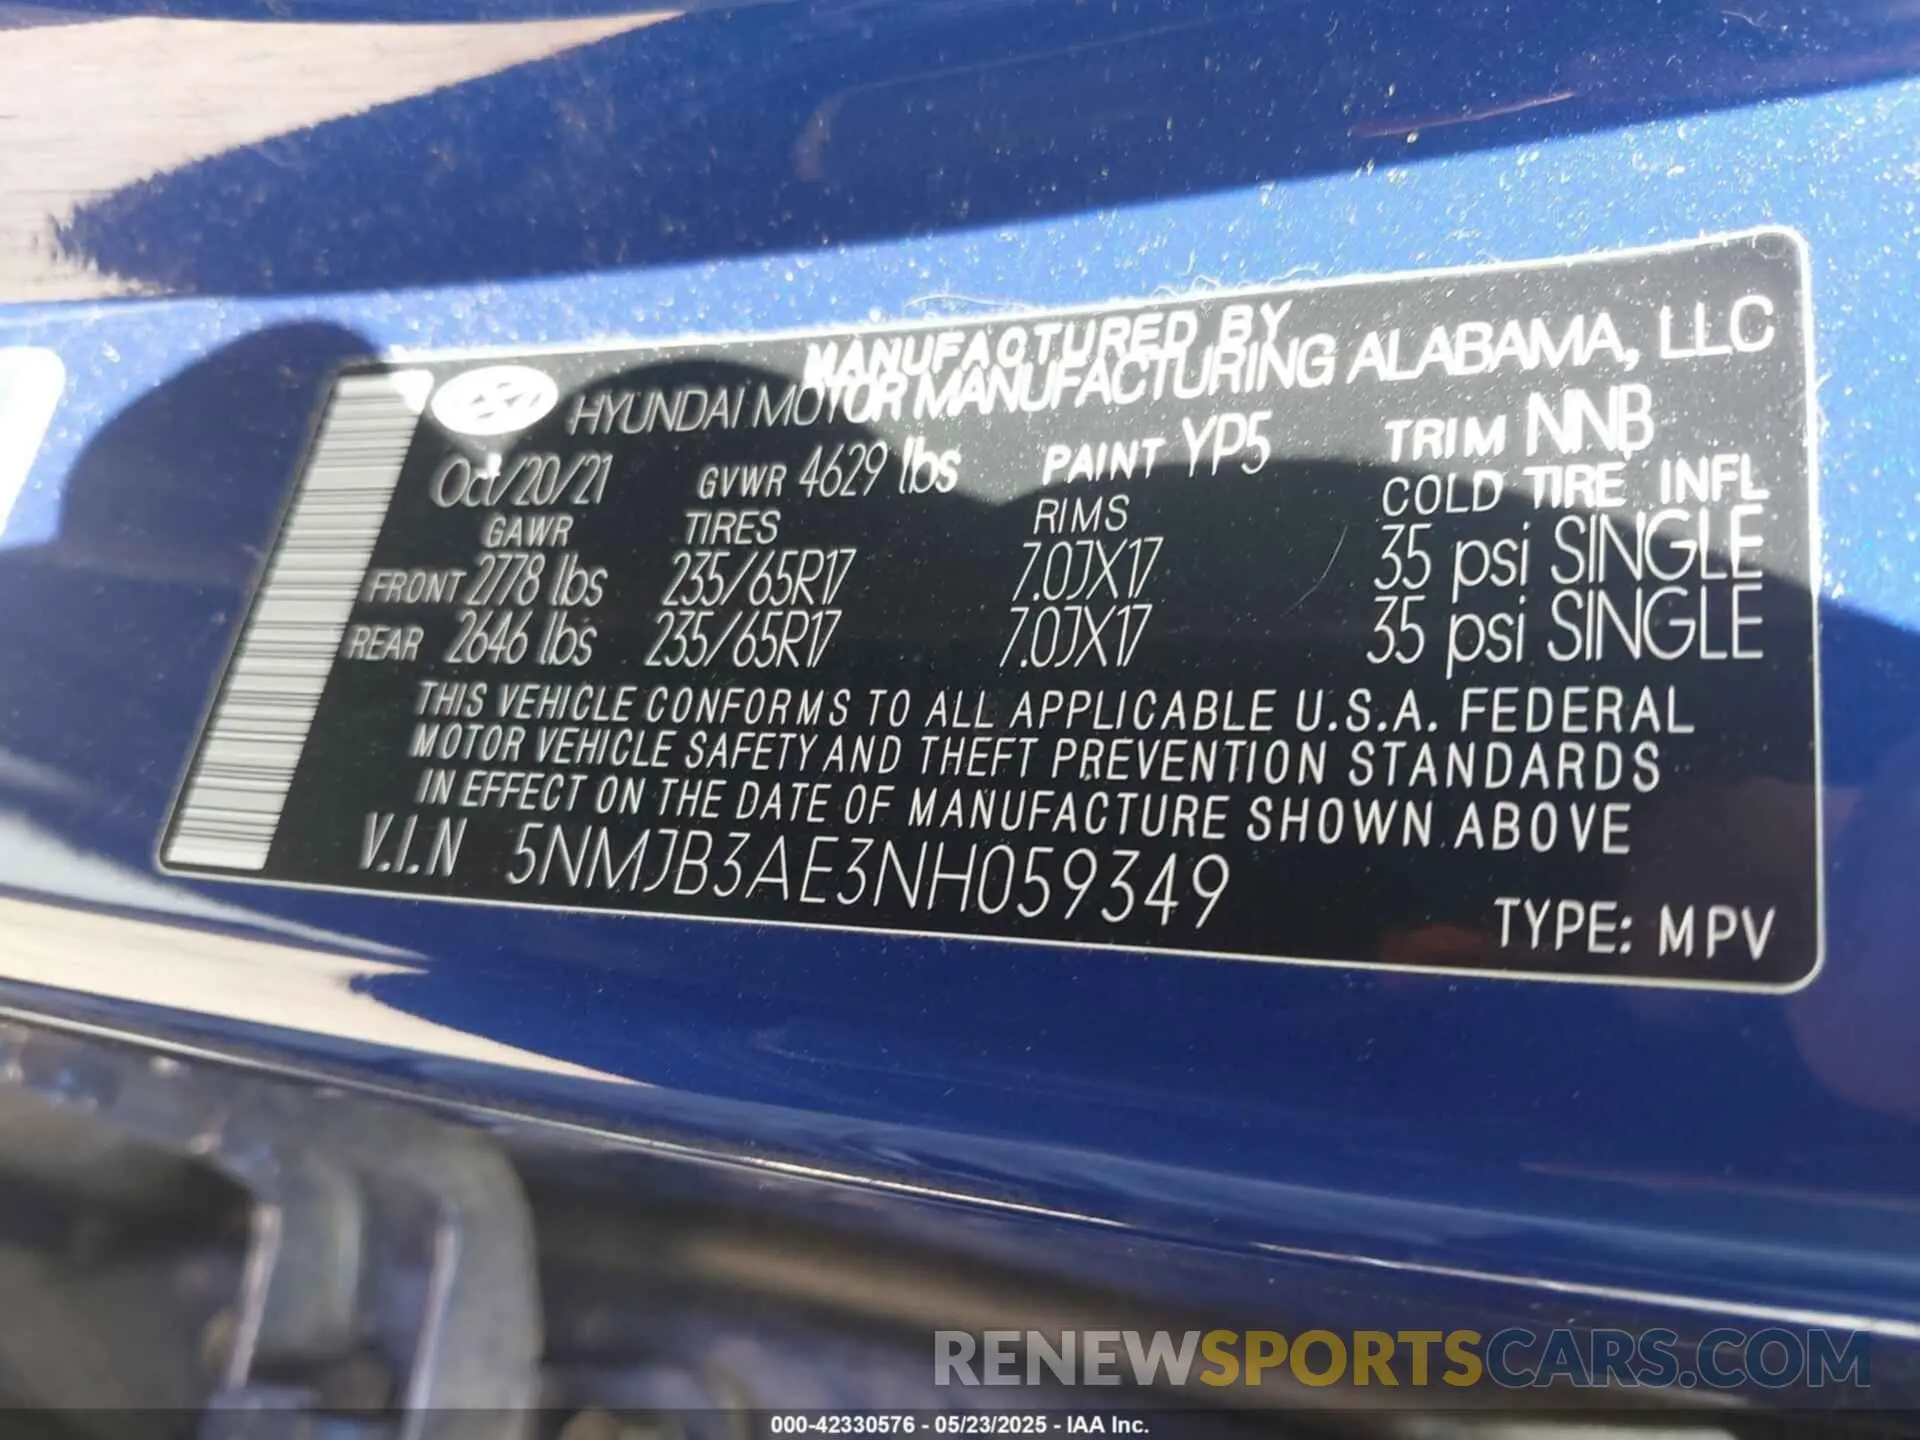 MANUFACTURED BY
HYUNDAI MOTOR MANUFACTURING ALABAMA, LLC
Oct/20/21 GVWR 4629 lbs PAINT YP5 TRIM NNB
GAWR TIRES RIMS COLD TIRE INFL
FRONT 2778 lbs 235/65R17 7.0JX17 35 psi SINGLE
REAR 2646 lbs 235/65R17 7.0JX17 35 psi SINGLE
THIS VEHICLE CONFORMS TO ALL APPLICABLE U.S.A. FEDERAL
MOTOR VEHICLE SAFETY AND THEFT PREVENTION STANDARDS
IN EFFECT ON THE DATE OF MANUFACTURE SHOWN ABOVE
V.I.N 5NMJB3AE3NH059349
TYPE: MPV
RENEWSPORTSCARS.COM
000-42330576 - 05/23/2025 - IAA Inc.